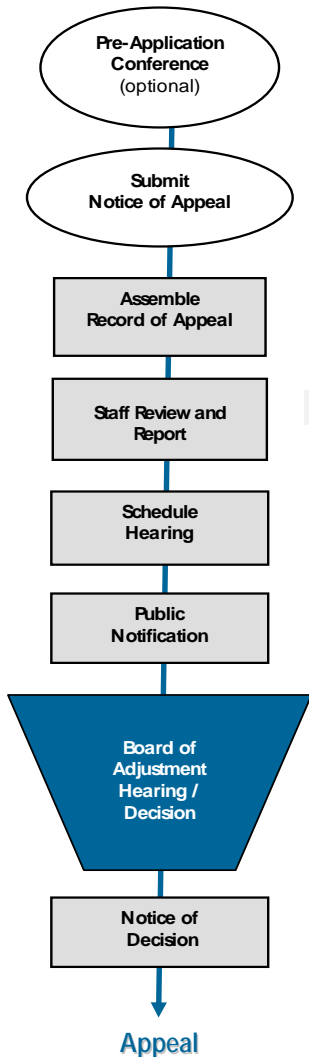 Pre-Application
Conference
(optional)
Submit
Notice of Appeal
Assemble
Record of Appeal
Staff Review and
Report
Schedule
Hearing
Public
Notification
Board of
Adjustment
Hearing /
Decision
Notice of
Decision
Appeal